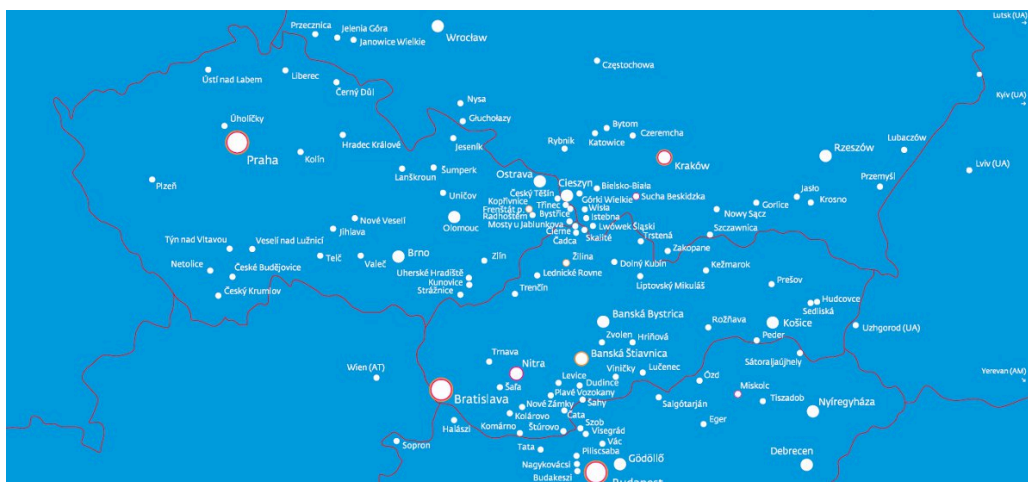 Lutsk (UA)
Przecznica
Jelenia Góra
Janowice Wielkie
Wrocław
Częstochowa
Ústí nad Labem
Liberec
Černý Důl
Kyiv (UA)
Nysa
Głuchołazy
Úholičky
Praha
Kolín
Hradec Králové
Jeseník
Rybnik
Katowice
Bytom
Czeremcha
Kraków
Rzeszów
Lubaczów
Lviv (UA)
Przemyśl
Plzeň
Lanškroun
Šumperk
Uničov
Ostrava
Cieszyn
Bielsko-Biała
Český Těšín
Górki Wielkie
Sucha Beskidzka
Jasło
Krosno
Gorlice
Nowy Sącz
Szczawnica
Kopřivnice
Třinec
Wisła
Frenštát p.
Radhoštěm
Bystřice
Istebna
Mosty u Jablunkova
Lwówek Śląski
Čierne
Skalité
Čadca
Trstená
Zakopane
Olomouc
Nové Veselí
Jihlava
Týn nad Vltavou
Veselí nad Lužnicí
Telč
Valeč
Brno
Zlín
Netolice
České Budějovice
Český Krumlov
Uherské Hradiště
Kunovice
Strážnice
Žilina
Lednické Rovne
Trenčín
Dolný Kubín
Liptovský Mikuláš
Kežmarok
Prešov
Hudcovce
Sedliská
Košice
Uzhgorod (UA)
Banská Bystrica
Zvolen
Hriňová
Rožňava
Peder
Sátoraljaújhely
Yerevan (AM)
Trnava
Nitra
Banská Štiavnica
Wien (AT)
Šaľa
Levice
Viničky
Lučenec
Dudince
Plavé Vozokany
Ózd
Miskolc
Bratislava
Nové Zámky
Šahy
Salgótarján
Tiszadob
Nyíregyháza
Kolárovo
Čata
Halászi
Komárno
Štúrovo
Szob
Visegrád
Eger
Sopron
Tata
Vác
Piliscsaba
Nagykovácsi
Gödöllő
Debrecen
Budakeszi
Budapest